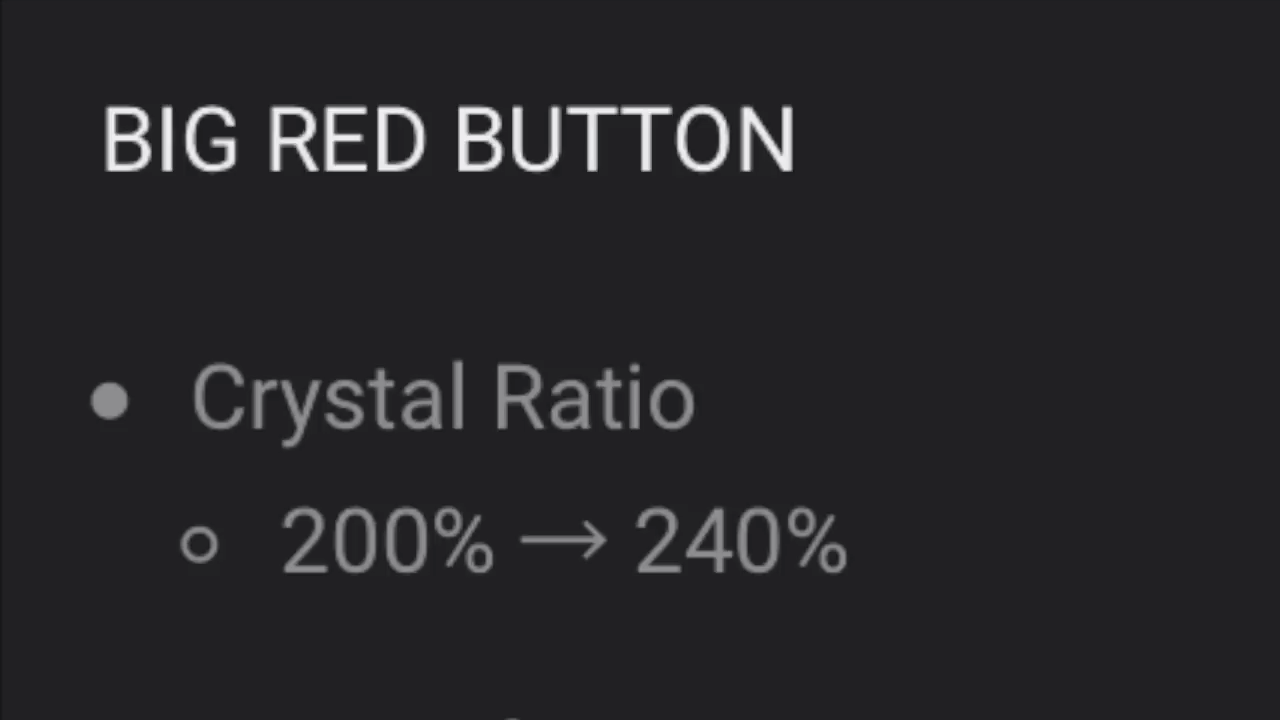 BIG RED BUTTON
● Crystal Ratio
○ 200% → 240%